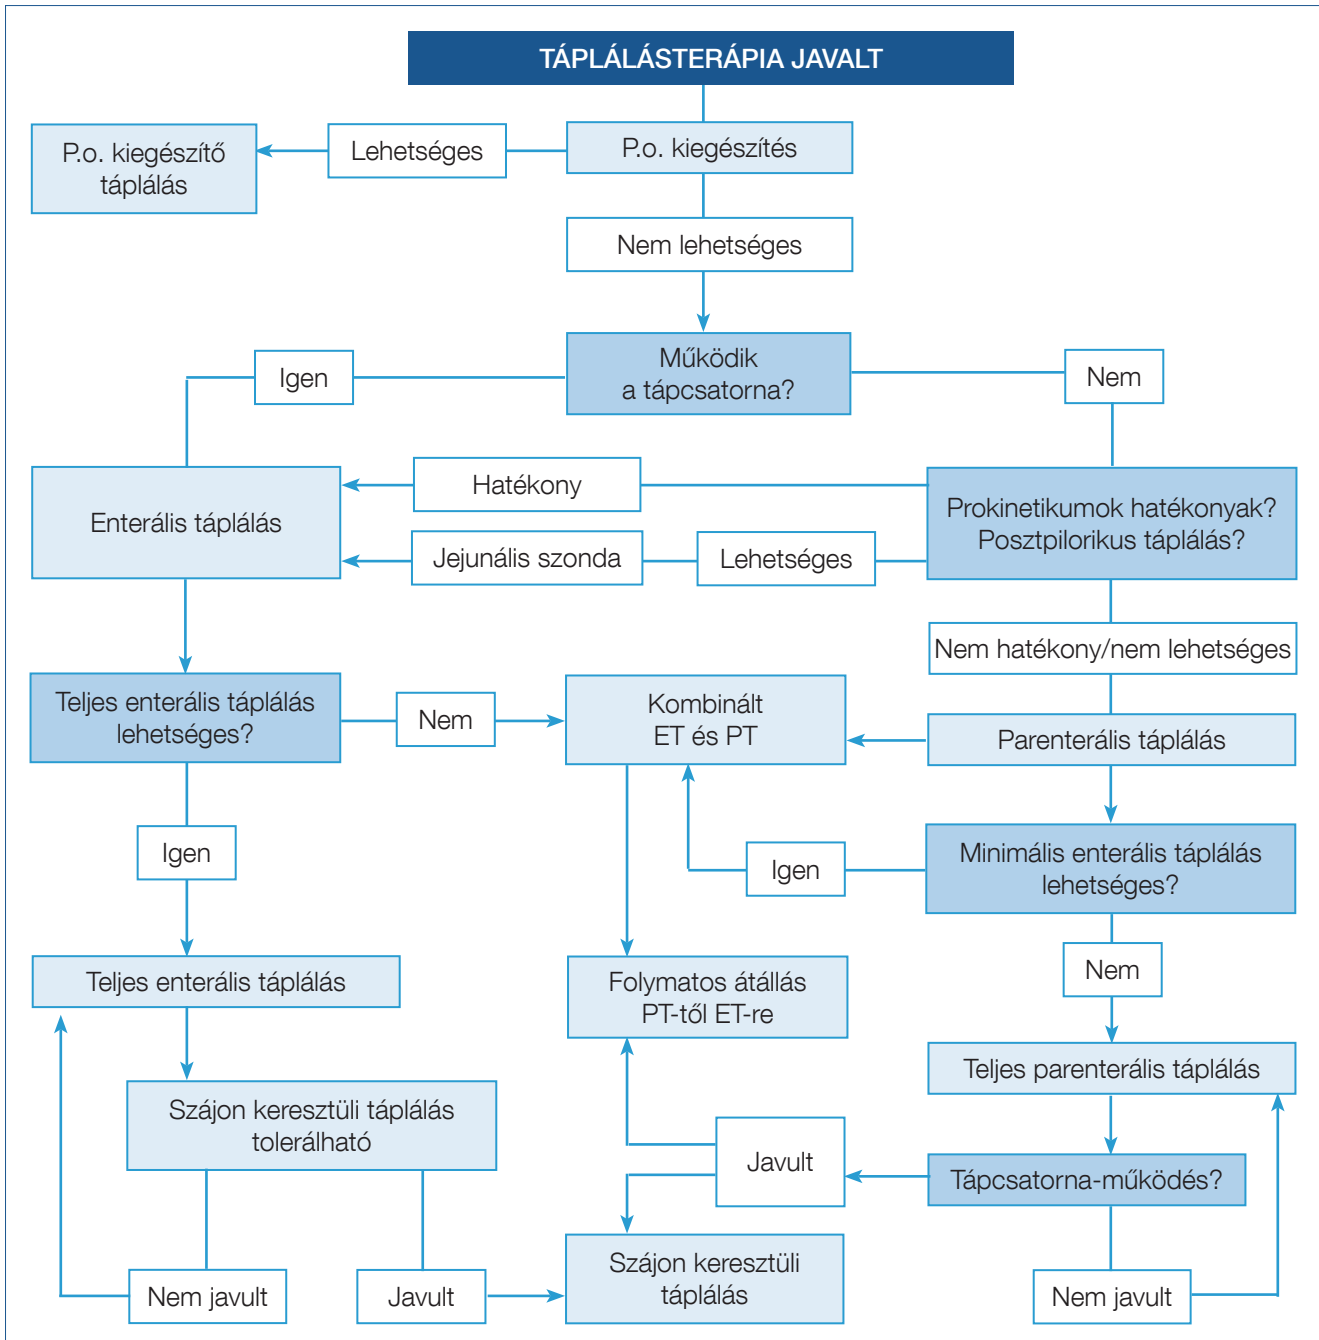 TÁPLÁLÁSTERÁPIA JAVALT
P.o. kiegészítő
táplálás
Lehetséges
P.o. kiegészítés
Nem lehetséges
Működik
a tápcsatorna?
Igen
Nem
Enterális táplálás
Hatékony
Jejunális szonda
Lehetséges
Prokinetikumok hatékonyak?
Posztpilorikus táplálás?
Nem hatékony/nem lehetséges
Teljes enterális táplálás
lehetséges?
Nem
Kombinált
ET és PT
Parenterális táplálás
Igen
Igen
Minimális enterális táplálás
lehetséges?
Nem
Teljes enterális táplálás
Folymatos átállás
PT-től ET-re
Teljes parenterális táplálás
Szájon keresztüli táplálás
tolerálható
Javult
Tápcsatorna-működés?
Nem javult
Javult
Szájon keresztüli
táplálás
Nem javult